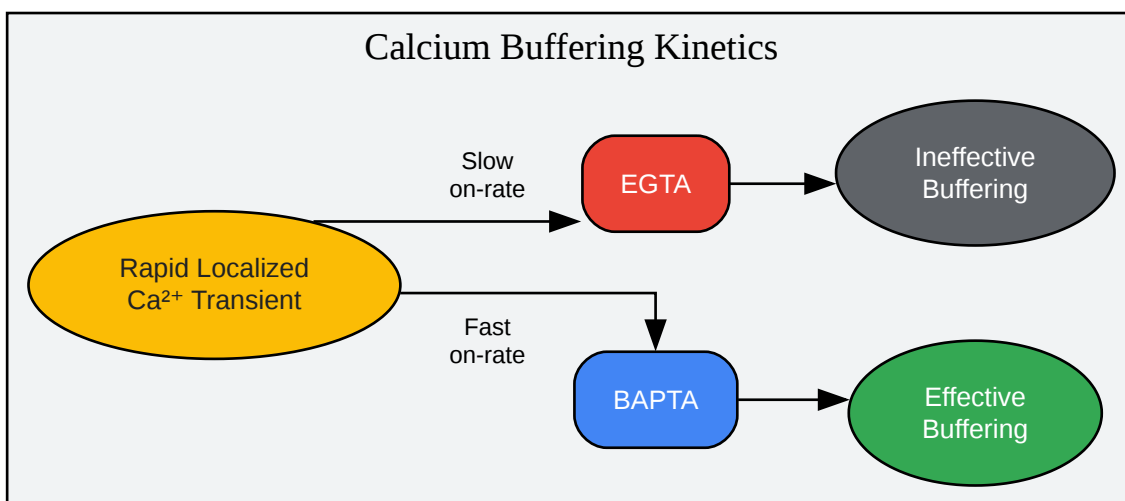 Calcium Buffering Kinetics
Slow
on-rate
EGTA
Ineffective
Buffering
Rapid Localized
Ca²⁺ Transient
Fast
on-rate
BAPTA
Effective
Buffering